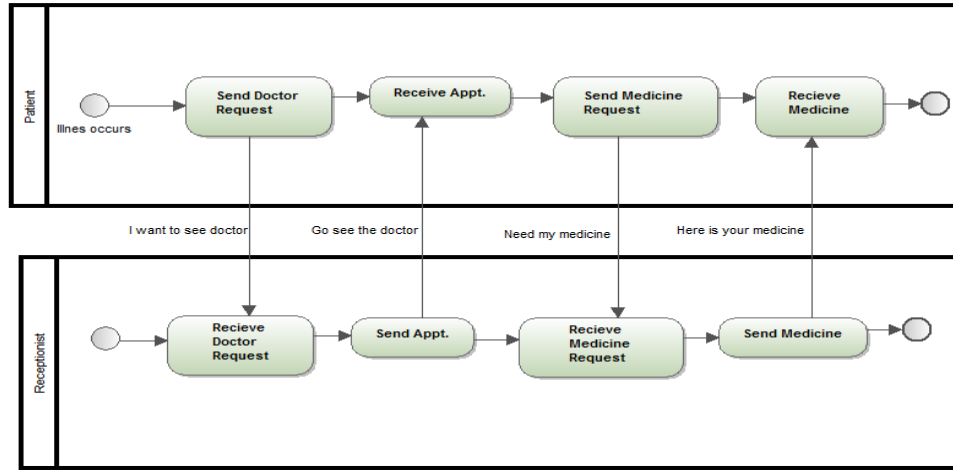 Patient
Illnes occurs
Send Doctor
Request
Receive Appt.
Send Medicine
Request
Recieve
Medicine
I want to see doctor
Go see the doctor
Need my medicine
Here is your medicine
Receptionist
Recieve
Doctor
Request
Send Appt.
Recieve
Medicine
Request
Send Medicine